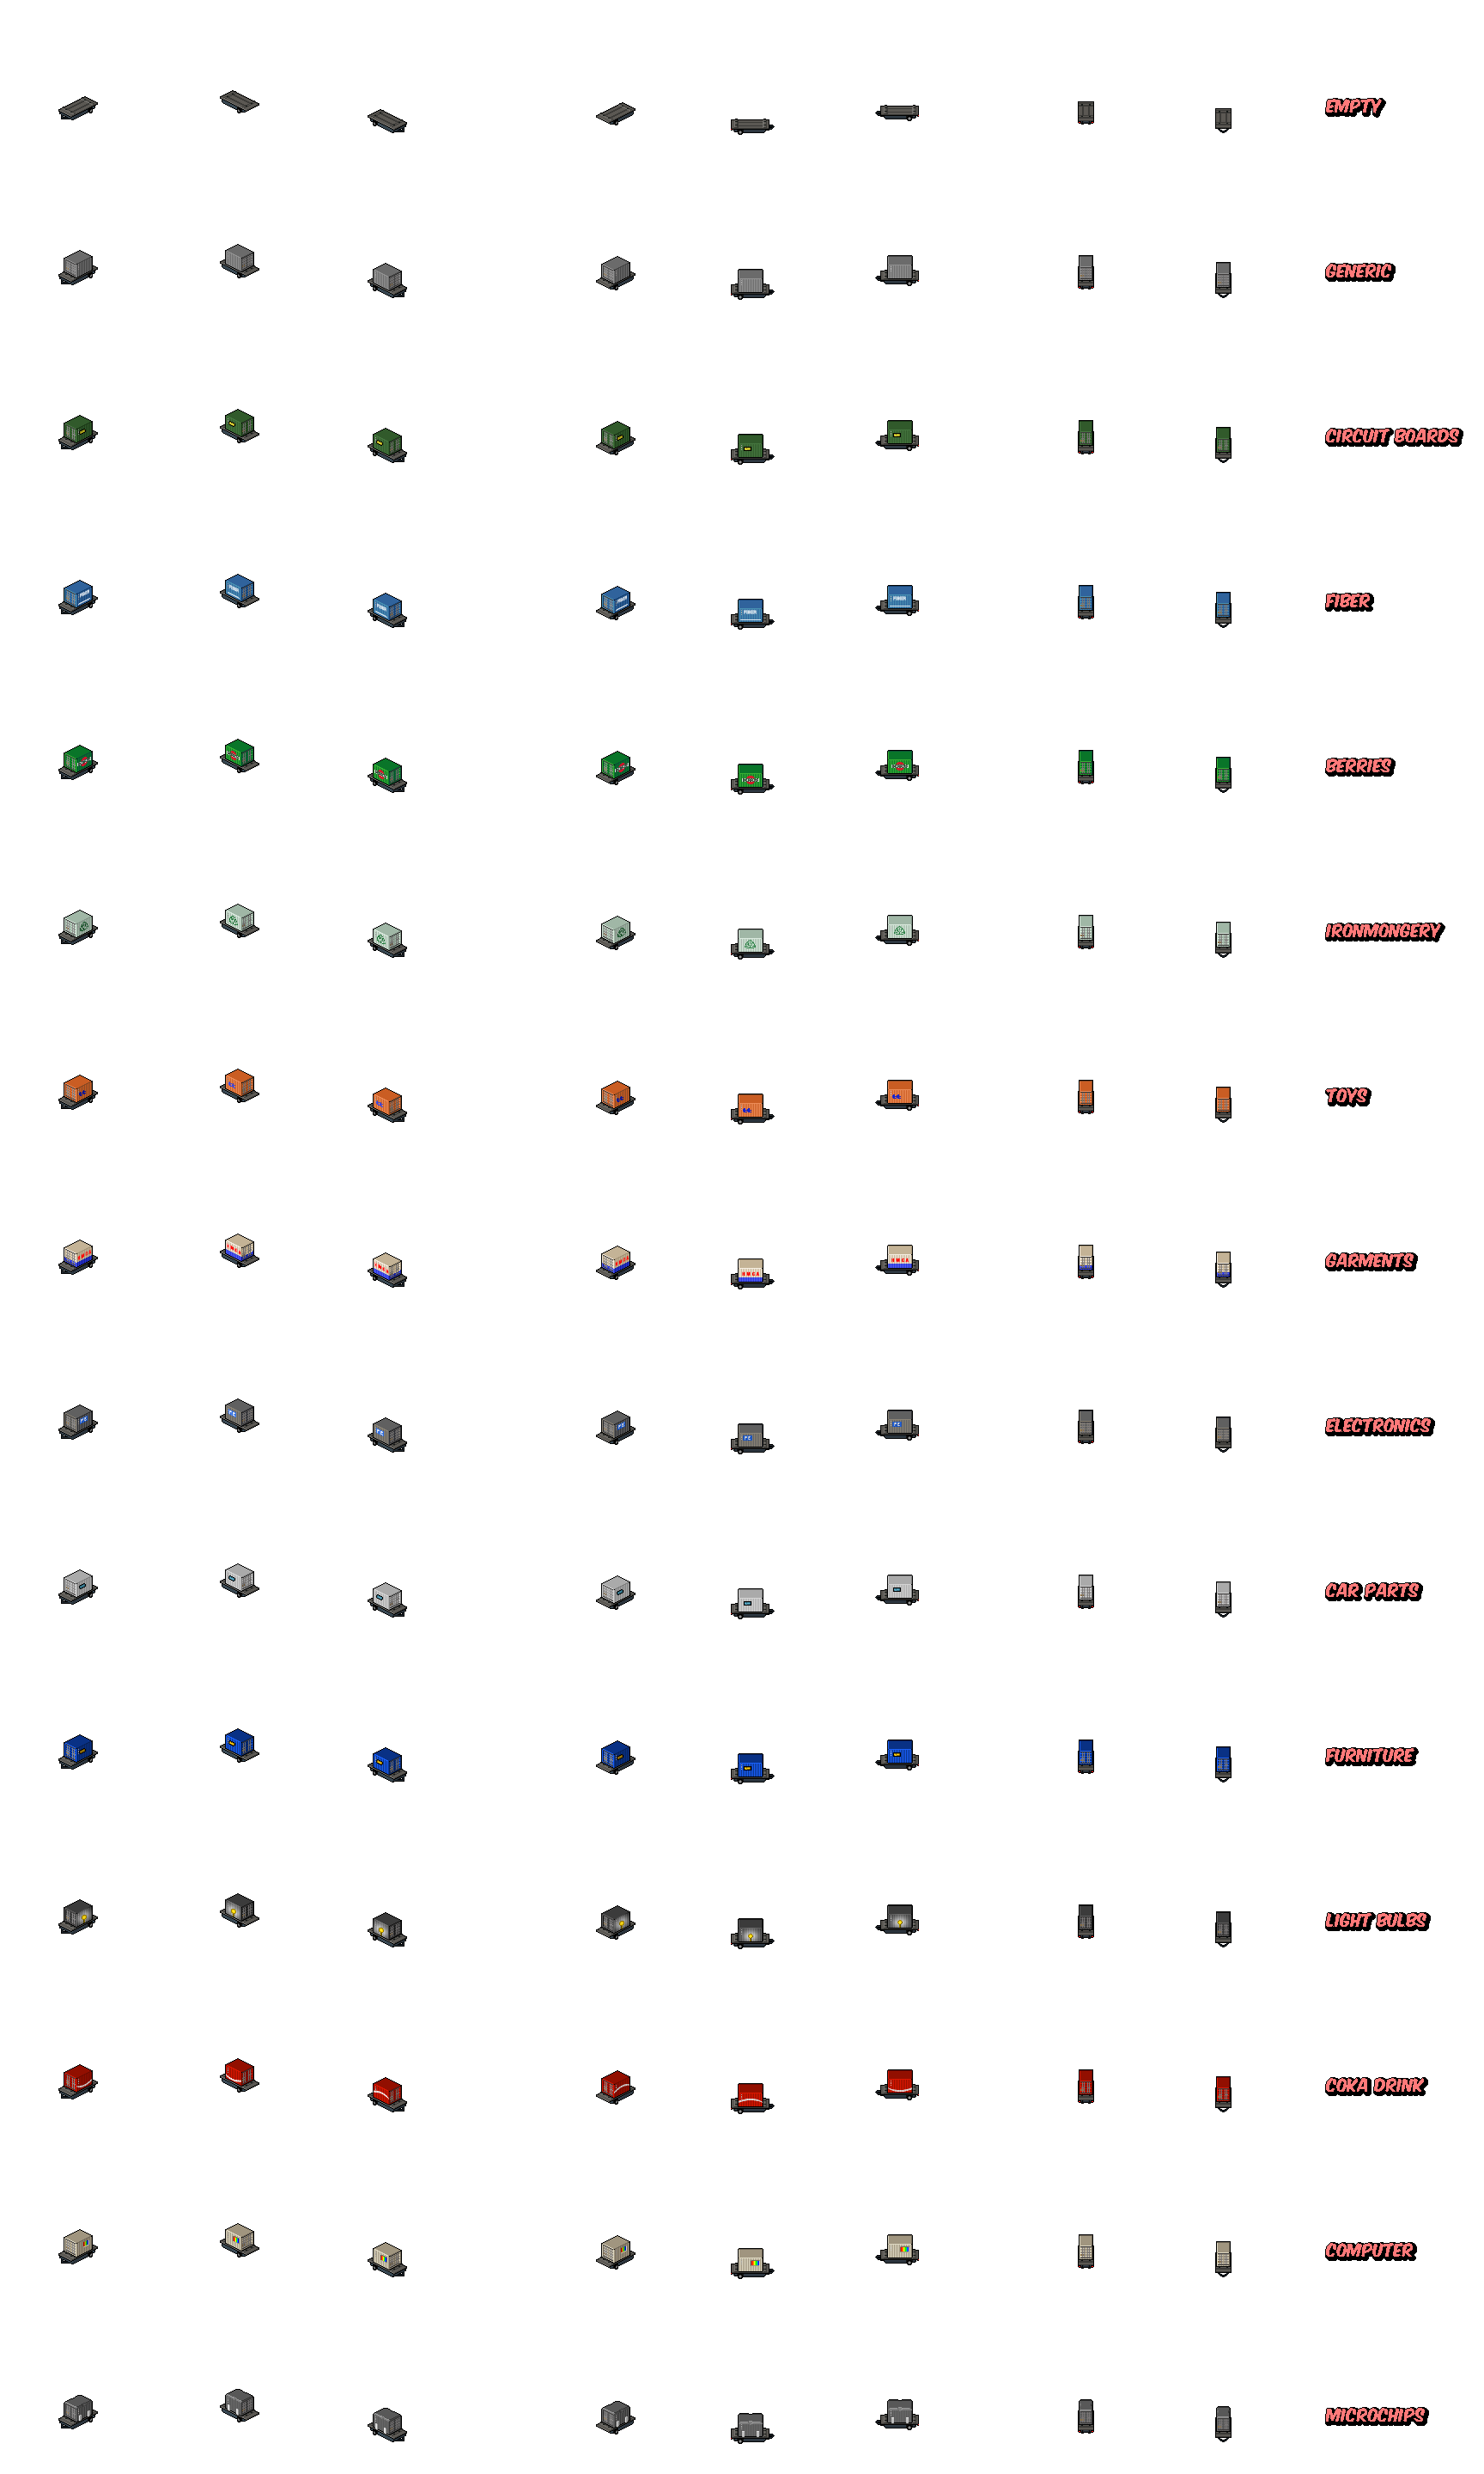 EMPTY
GENERIC
CIRCUIT BOARDS
FIBER
BERRIES
IRONMONGERY
TOYS
GARMENTS
ELECTRONICS
CAR PARTS
FURNITURE
LIGHT BULBS
COKA DRINK
COMPUTER
MICROCHIPS